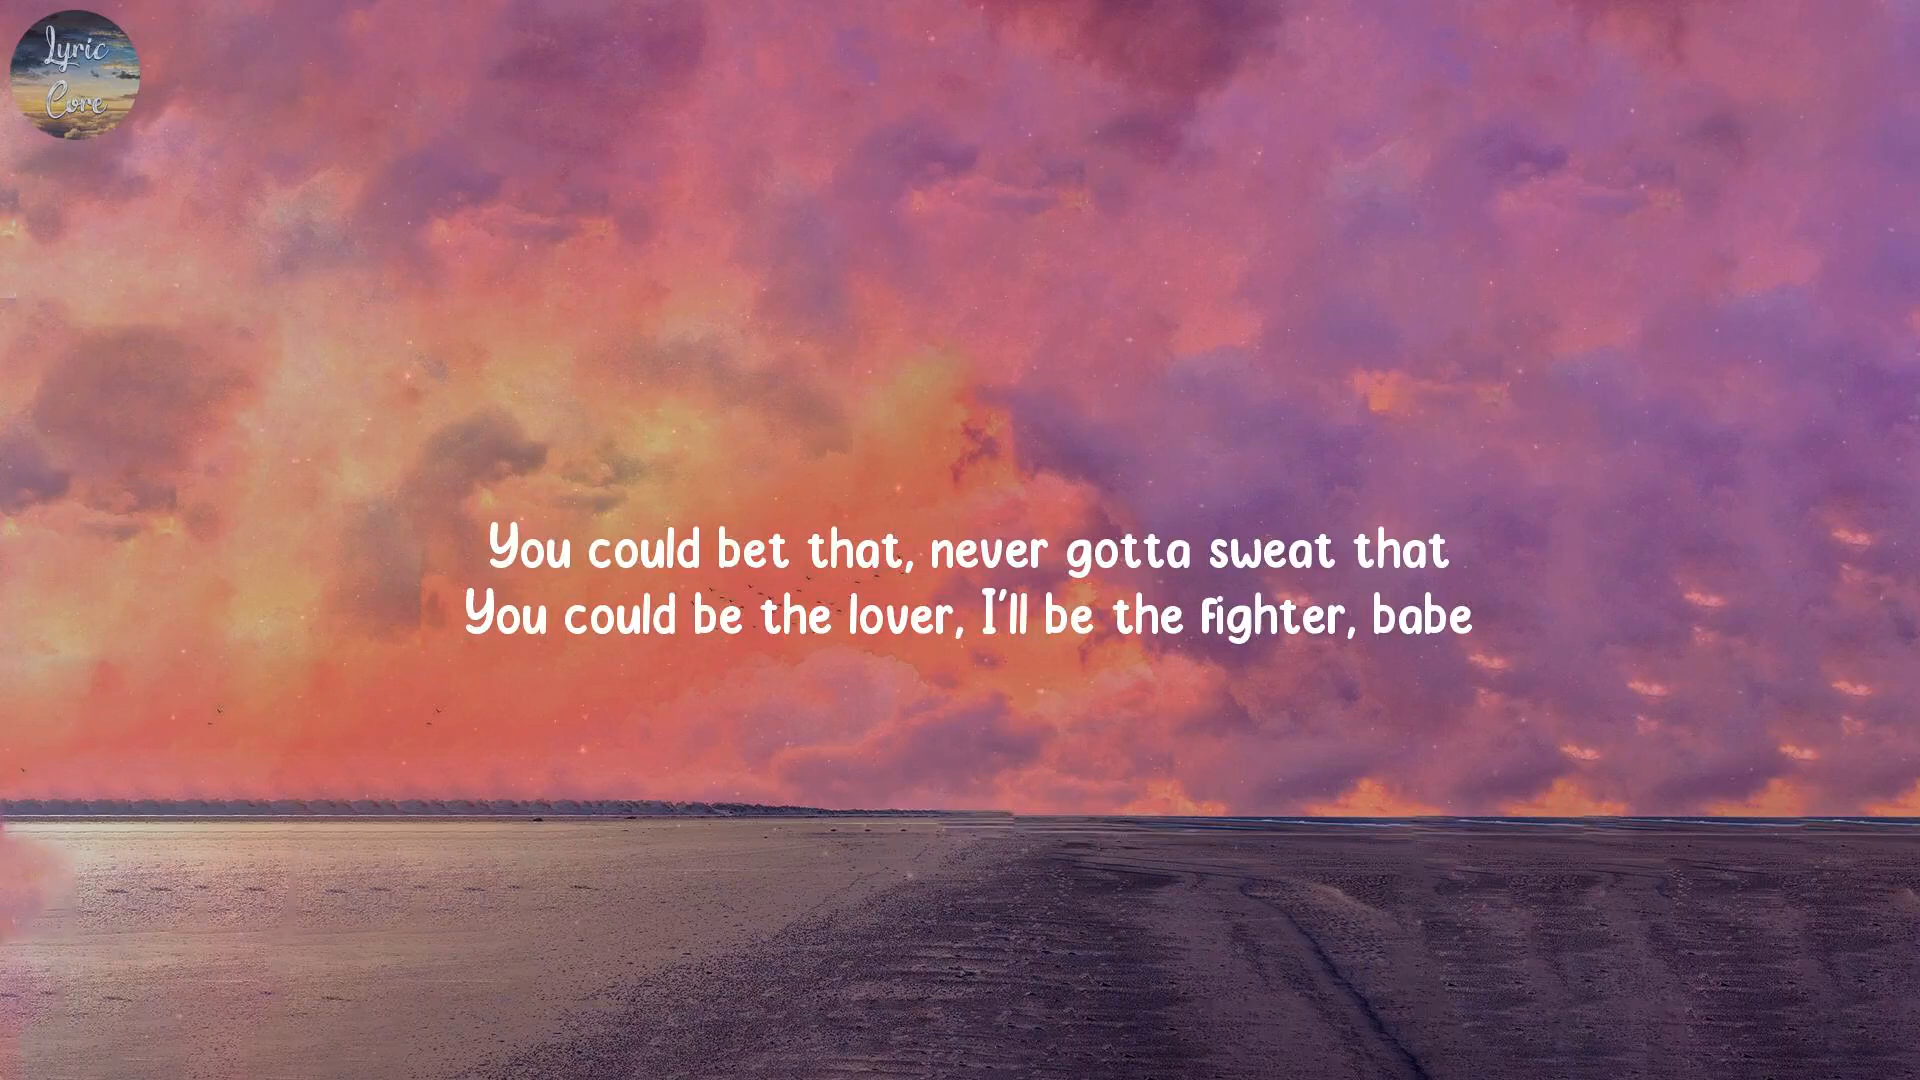 Lyric
Core
You could bet that, never gotta sweat that
You could be the lover, I'll be the fighter, babe